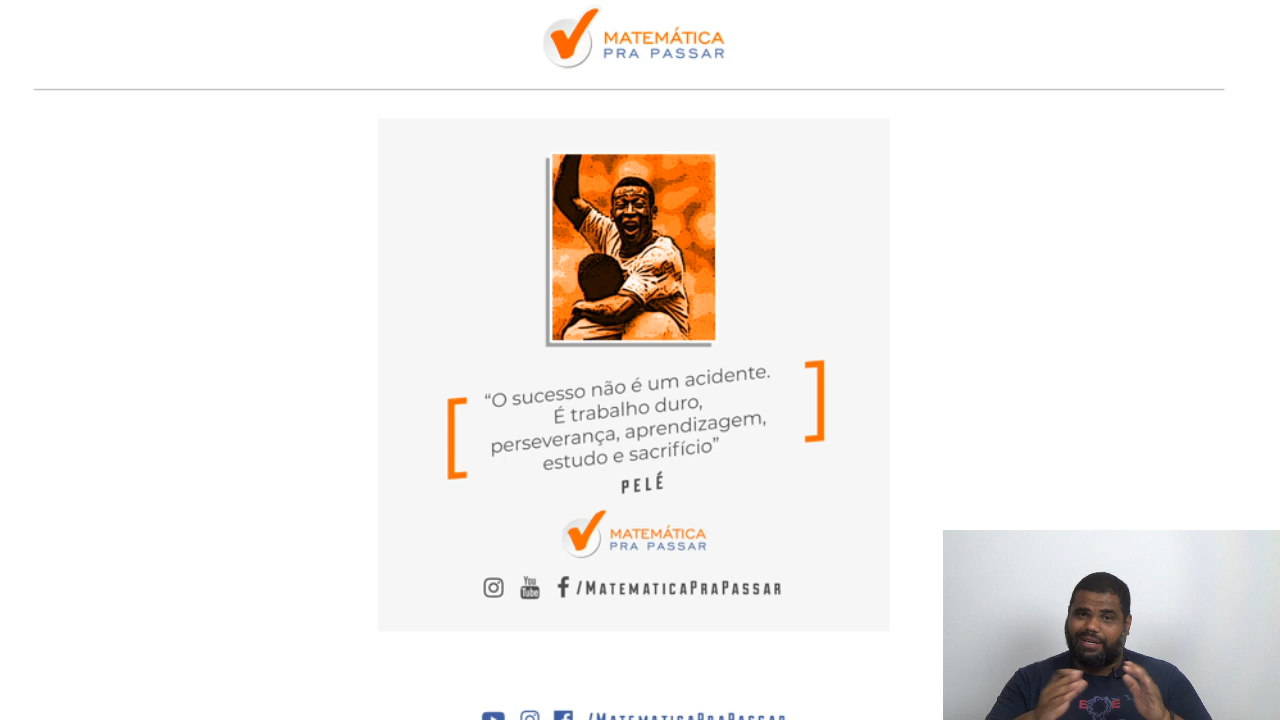 MATEMÁTICA
PRA PASSAR
“O sucesso não é um acidente.
É trabalho duro,
perseverança, aprendizagem,
estudo e sacrifício”
PELÉ
MATEMÁTICA
PRA PASSAR
You
Tube
/MATEMATICAPRAPASSAR
/MATEMATICAPRAPASSAR